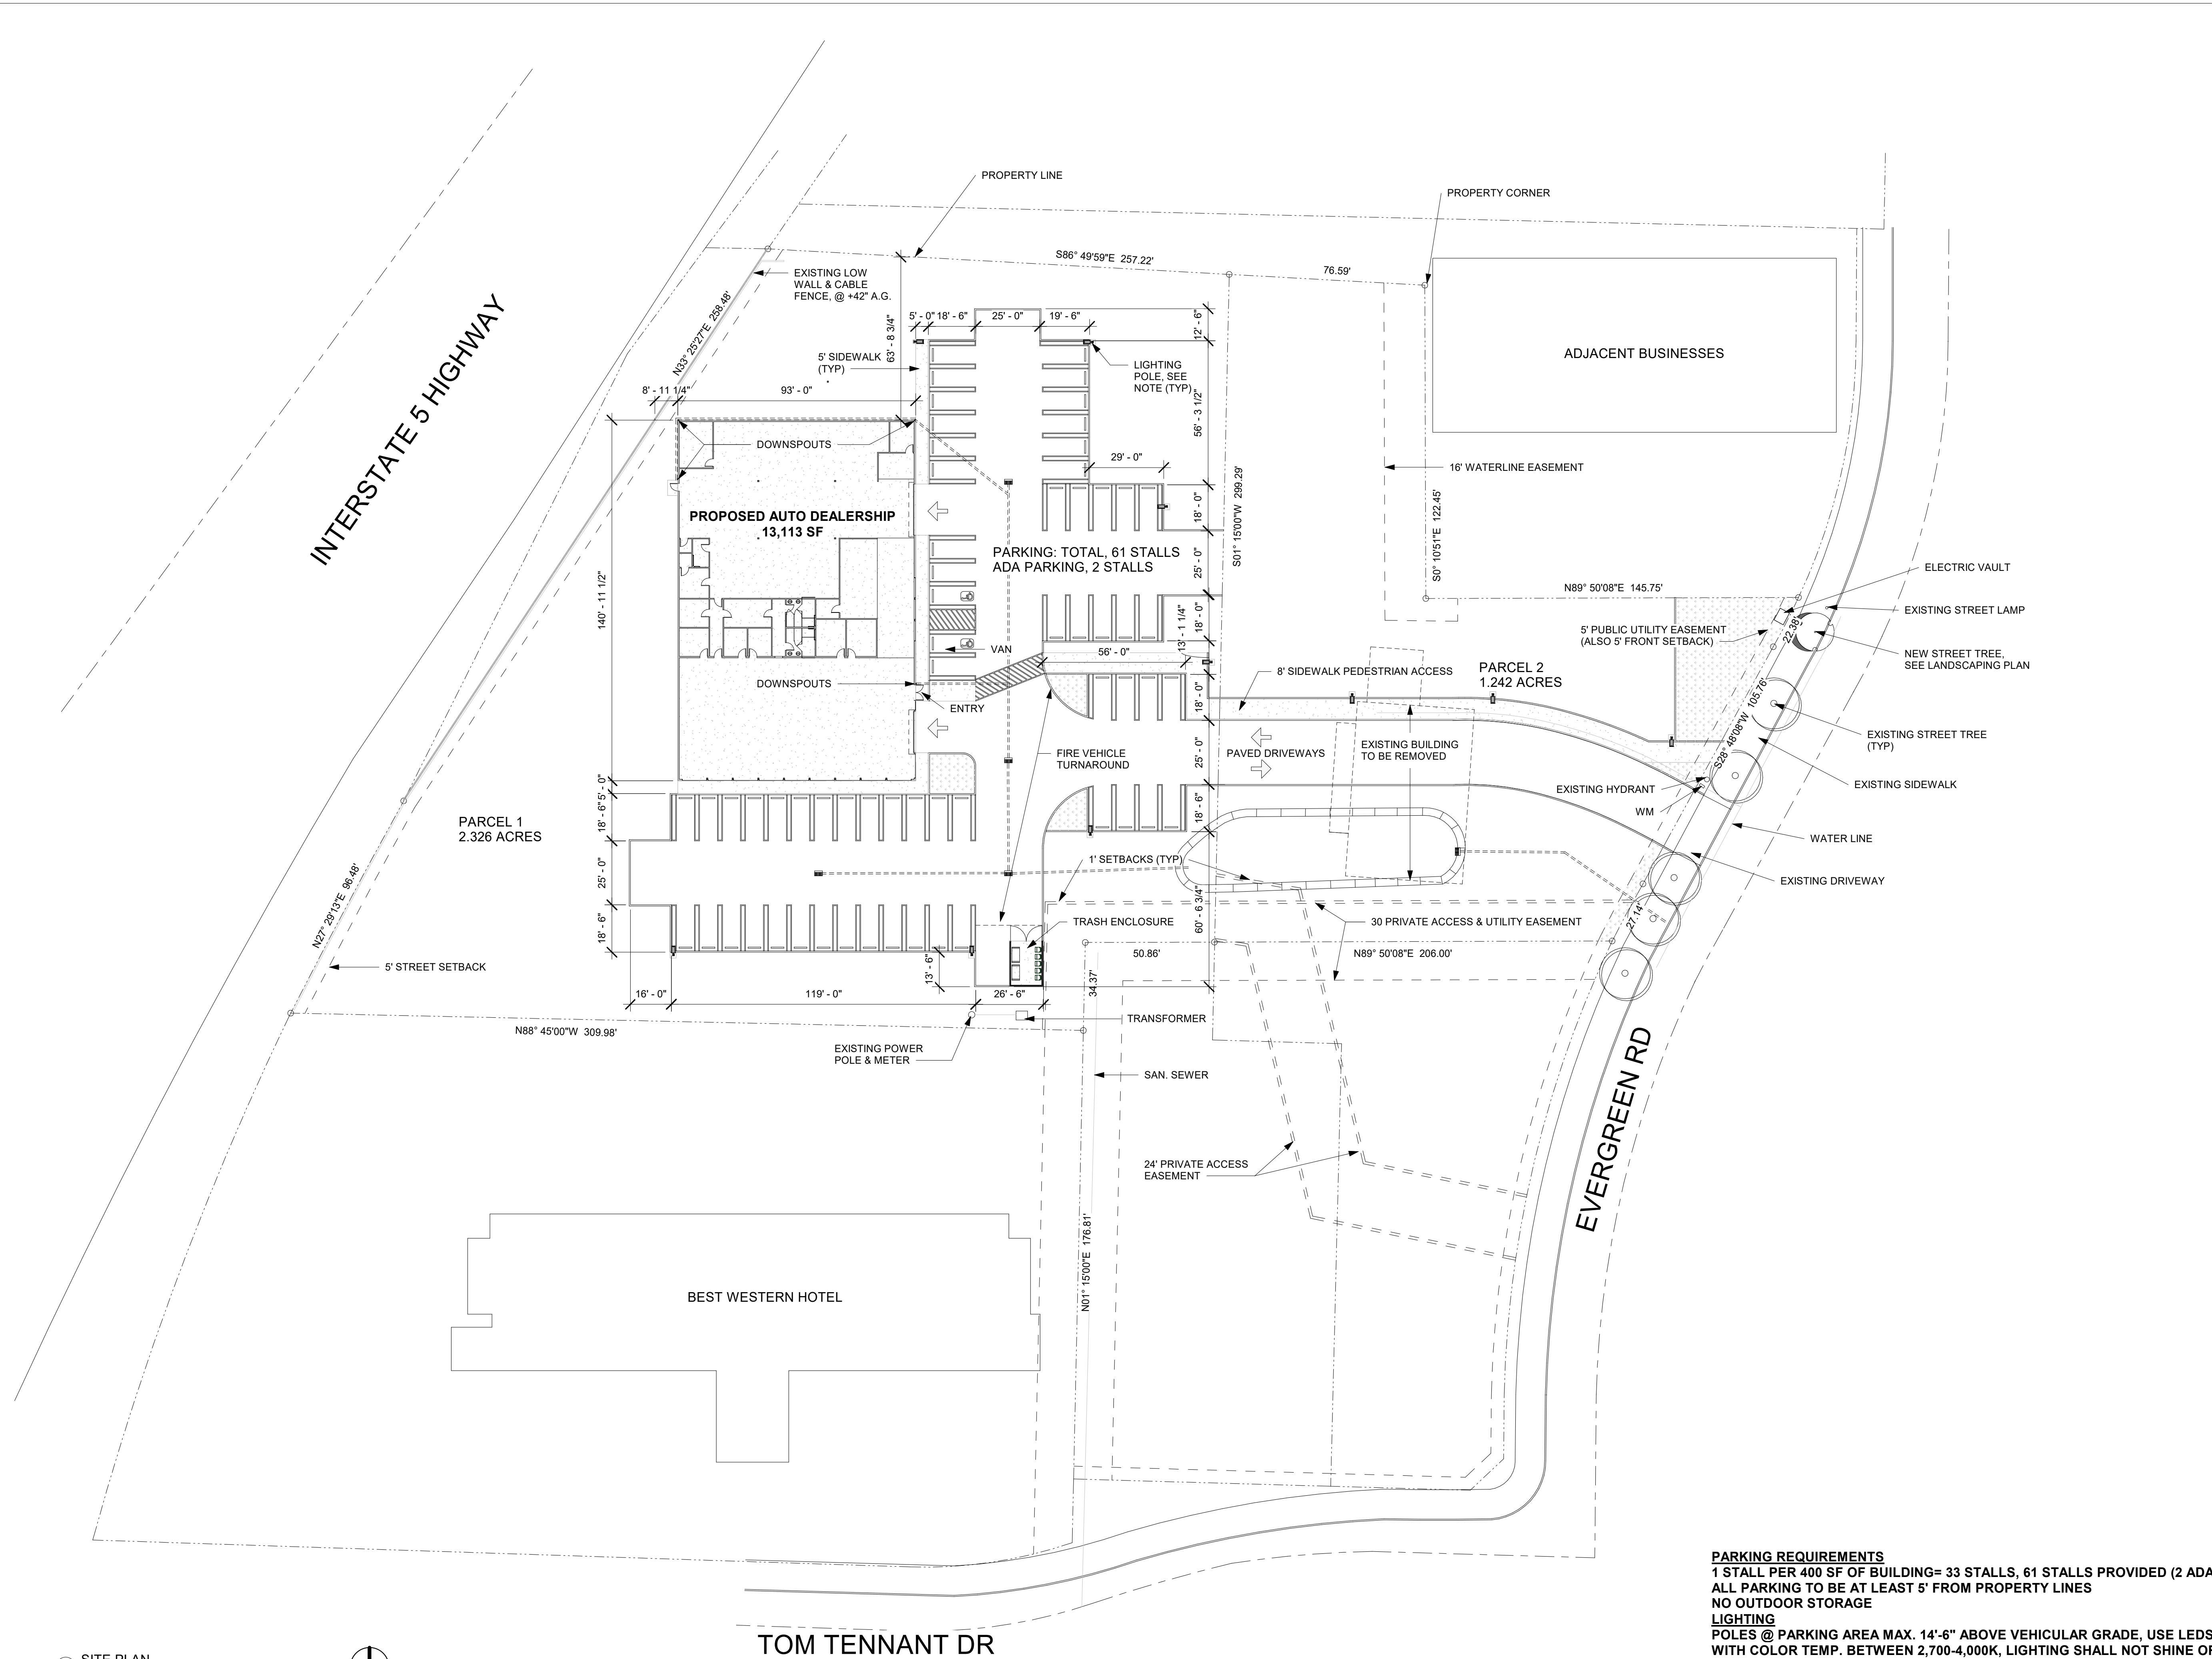 PROPERTY LINE
PROPERTY CORNER
S86° 49'59"E 257.22'
76.59'
EXISTING LOW
WALL & CABLE
FENCE, @ +42" A.G.
N33° 25'27"E 258.48'
INTERSTATE 5 HIGHWAY
63' - 8 3/4"
5' - 0"
18' - 6"
25' - 0"
19' - 6"
12' - 6"
5' SIDEWALK
(TYP)
LIGHTING
POLE, SEE
NOTE (TYP)
56' - 3 1/2"
8' - 11 1/4"
93' - 0"
ADJACENT BUSINESSES
DOWNSPOUTS
29' - 0"
16' WATERLINE EASEMENT
S01° 15'00"W 299.29'
S0° 10'51"E 122.45'
18' - 0"
PROPOSED AUTO DEALERSHIP
13,113 SF
PARKING: TOTAL, 61 STALLS
ADA PARKING, 2 STALLS
25' - 0"
140' - 11 1/2"
N89° 50'08"E 145.75'
ELECTRIC VAULT
EXISTING STREET LAMP
18' - 0"
13' - 1 1/4"
5' PUBLIC UTILITY EASEMENT
(ALSO 5' FRONT SETBACK)
22.38'
VAN
56' - 0"
NEW STREET TREE,
SEE LANDSCAPING PLAN
8' SIDEWALK PEDESTRIAN ACCESS
PARCEL 2
1.242 ACRES
DOWNSPOUTS
ENTRY
18' - 0"
S28° 48'08"W 105.76'
EXISTING STREET TREE
(TYP)
FIRE VEHICLE
TURNAROUND
25' - 0"
PAVED DRIVEWAYS
EXISTING BUILDING
TO BE REMOVED
EXISTING HYDRANT
EXISTING SIDEWALK
WM
5' - 0"
18' - 6"
18' - 6"
PARCEL 1
2.326 ACRES
WATER LINE
1' SETBACKS (TYP)
25' - 0"
EXISTING DRIVEWAY
60' - 6 3/4"
TRASH ENCLOSURE
30 PRIVATE ACCESS & UTILITY EASEMENT
27.14'
18' - 6"
N27° 29'13"E 96.48'
5' STREET SETBACK
13' - 6"
50.86'
N89° 50'08"E 206.00'
34.37'
16' - 0"
119' - 0"
26' - 6"
TRANSFORMER
N88° 45'00"W 309.98'
EXISTING POWER
POLE & METER
SAN. SEWER
EVERGREEN RD
24' PRIVATE ACCESS
EASEMENT
N01° 15'00"E 176.81'
BEST WESTERN HOTEL
PARKING REQUIREMENTS
1 STALL PER 400 SF OF BUILDING= 33 STALLS, 61 STALLS PROVIDED (2 ADA
ALL PARKING TO BE AT LEAST 5' FROM PROPERTY LINES
NO OUTDOOR STORAGE
LIGHTING
POLES @ PARKING AREA MAX. 14'-6" ABOVE VEHICULAR GRADE, USE LEDS
WITH COLOR TEMP. BETWEEN 2,700-4,000K, LIGHTING SHALL NOT SHINE
TOM TENNANT DR
SITE PLAN